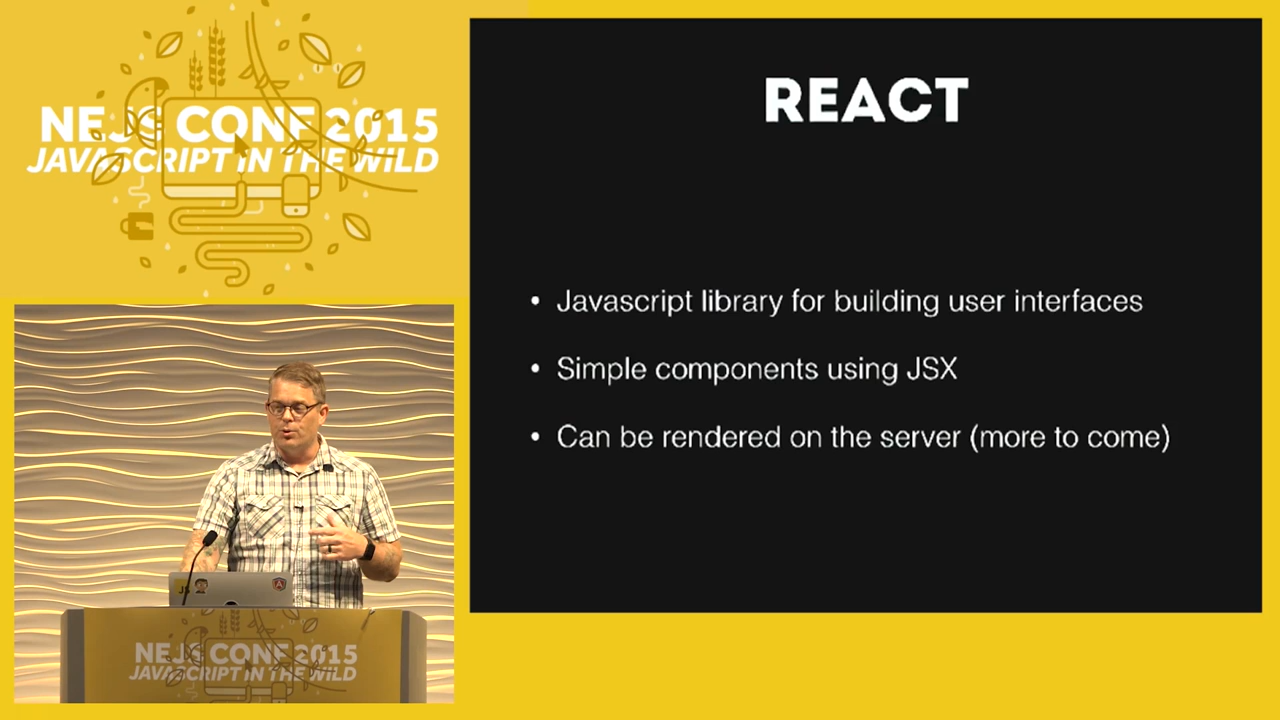 NEJS CONF 2015
JAVASCRIPT IN THE WILD
REACT
• Javascript library for building user interfaces
• Simple components using JSX
• Can be rendered on the server (more to come)
JS
A
NEJS CONF 2015
JAVASCRIPT IN THE WILD